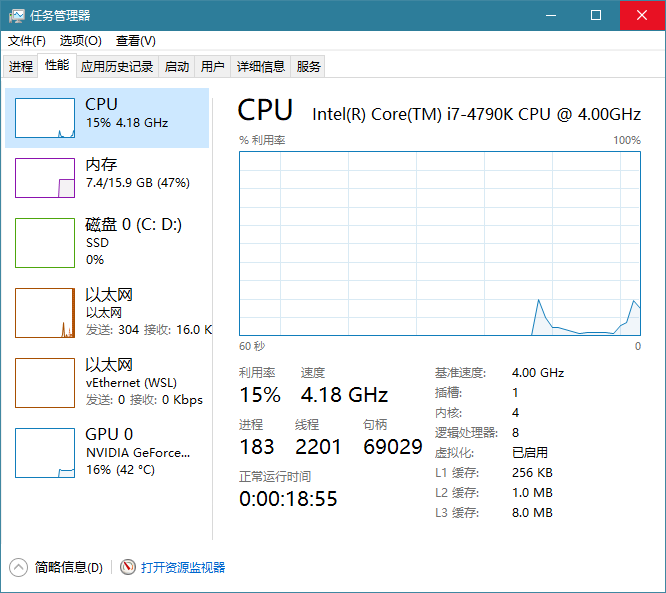 任务管理器
文件(F) 选项(O) 查看(V)
进程 性能 应用历史记录 启动 用户 详细信息 服务
CPU
15% 4.18 GHz
内存
7.4/15.9 GB (47%)
磁盘 0 (C: D:)
SSD
0%
以太网
以太网
发送: 304 接收: 16.0 K
以太网
vEthernet (WSL)
发送: 0 接收: 0 Kbps
GPU 0
NVIDIA GeForce...
16% (42 °C)
CPU Intel(R) Core(TM) i7-4790K CPU @ 4.00GHz
% 利用率 100%
60 秒 0
利用率 速度
15% 4.18 GHz
进程 线程 句柄
183 2201 69029
正常运行时间
0:00:18:55
基准速度: 4.00 GHz
插槽: 1
内核: 4
逻辑处理器: 8
虚拟化: 已启用
L1 缓存: 256 KB
L2 缓存: 1.0 MB
L3 缓存: 8.0 MB
简略信息(D) 打开资源监视器